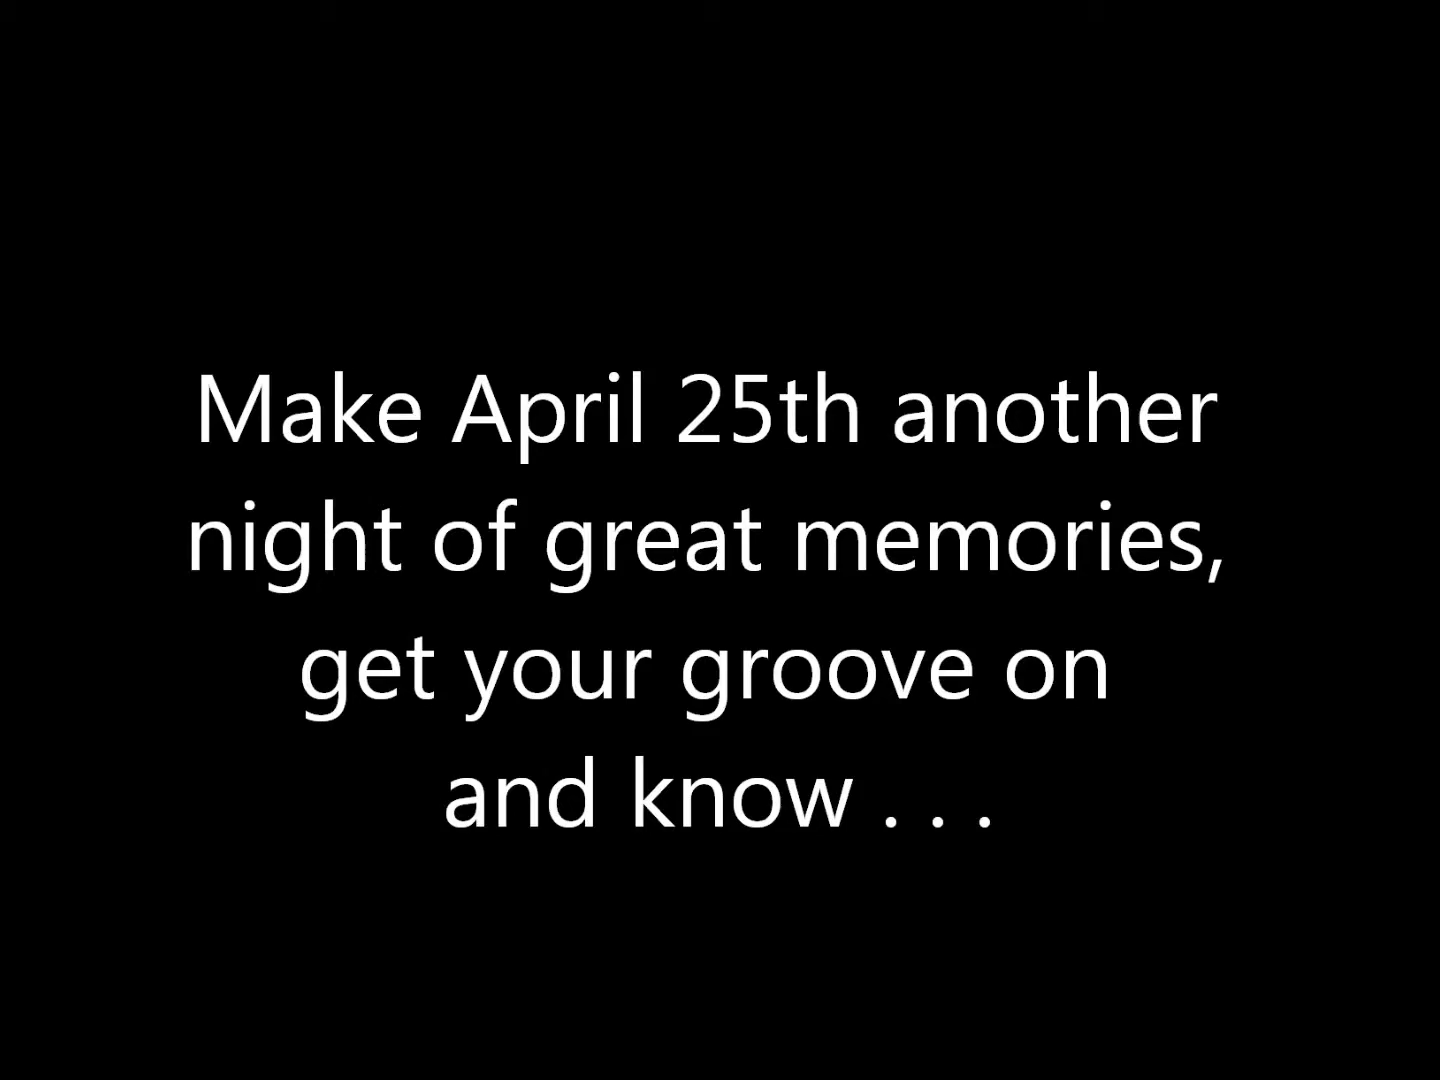 Make April 25th another
night of great memories,
get your groove on
and know . . .